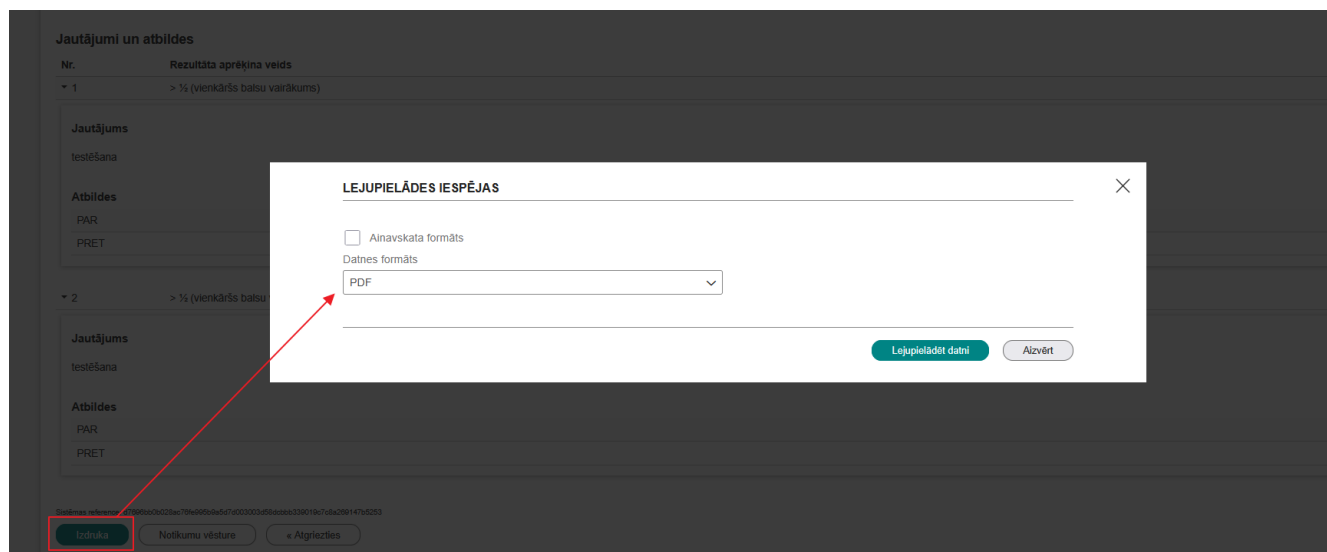 Jautājumi un atbildes
Nr. Rezultāta aprēķina veids
1 > ½ (vienkāršs balsu vairākums)
Jautājums
testēšana
Atbildes
PAR
PRET
LEJUPIELĀDES IESPĒJAS
Ainavskata formāts
Datnes formāts
PDF
Lejupielādēt datni Aizvērt
2 > ½ (vienkāršs balsu
Jautājums
testēšana
Atbildes
PAR
PRET
Sistēmas reference:
Izdruka Notikumu vēsture « Atgriezties